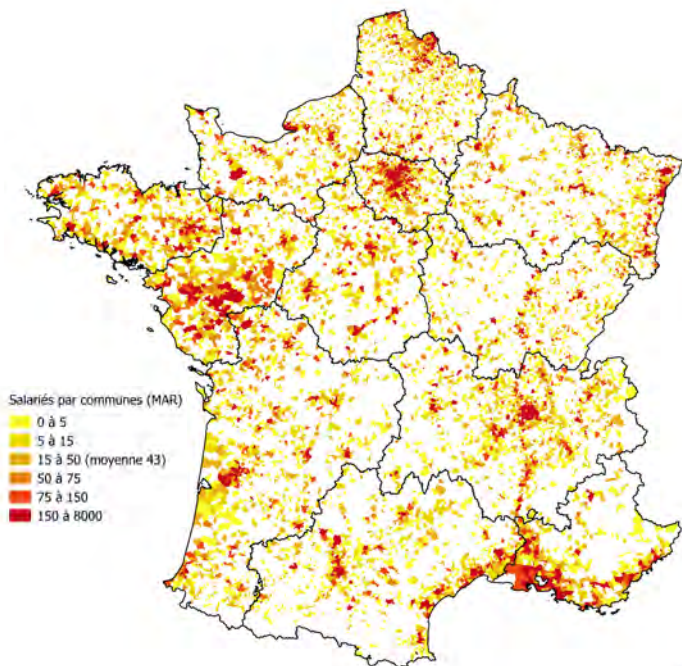 Salariés par communes (MAR)
0 à 5
5 à 15
15 à 50 (moyenne 43)
50 à 75
75 à 150
150 à 8000